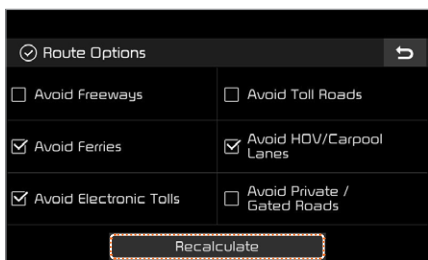 Route Options
Avoid Freeways
Avoid Toll Roads
Avoid Ferries
Avoid HOV/Carpool
Lanes
Avoid Electronic Tolls
Avoid Private /
Gated Roads
Recalculate